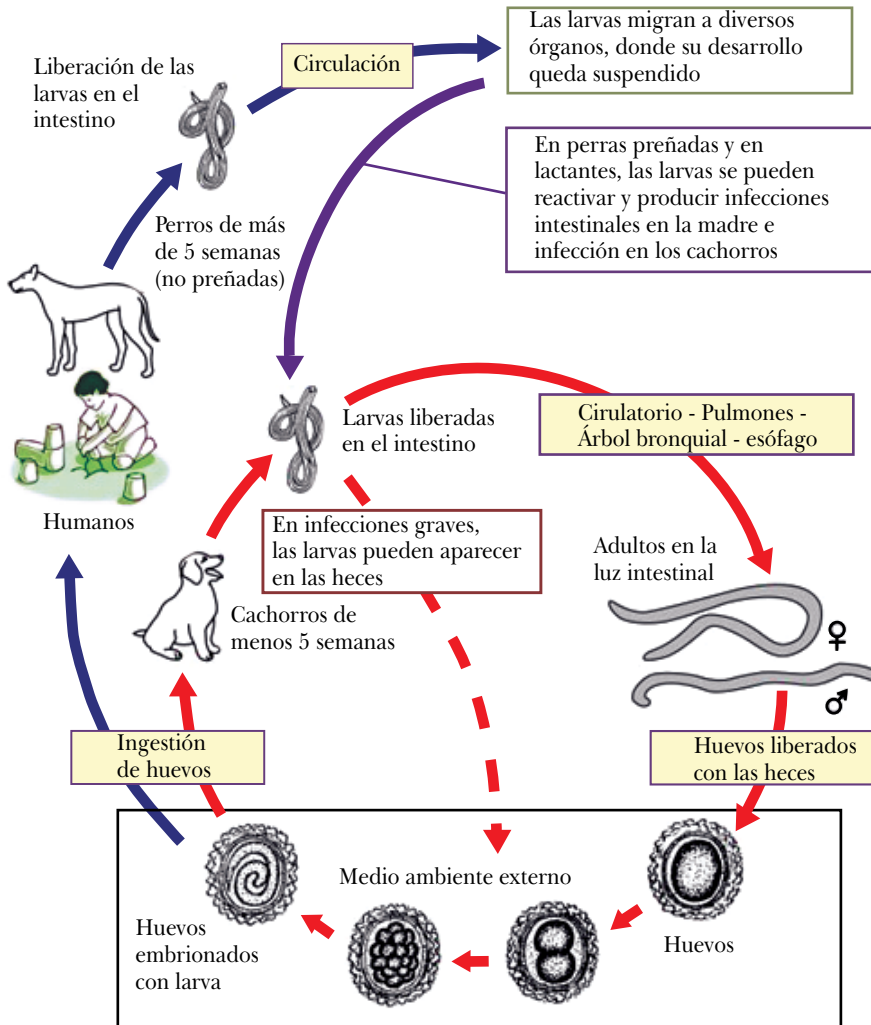 Las larvas migran a diversos
órganos, donde su desarrollo
queda suspendido
Circulación
Liberación de las
larvas en el
intestino
En perras preñadas y en
lactantes, las larvas se pueden
reactivar y producir infecciones
intestinales en la madre e
infección en los cachorros
Perros de más
de 5 semanas
(no preñadas)
Larvas liberadas
en el intestino
Cirulatorio - Pulmones -
Árbol bronquial - esófago
Humanos
En infecciones graves,
las larvas pueden aparecer
en las heces
Adultos en la
luz intestinal
♀
♂
Cachorros de
menos 5 semanas
Ingestión
de huevos
Huevos liberados
con las heces
Medio ambiente externo
Huevos
embrionados
con larva
Huevos